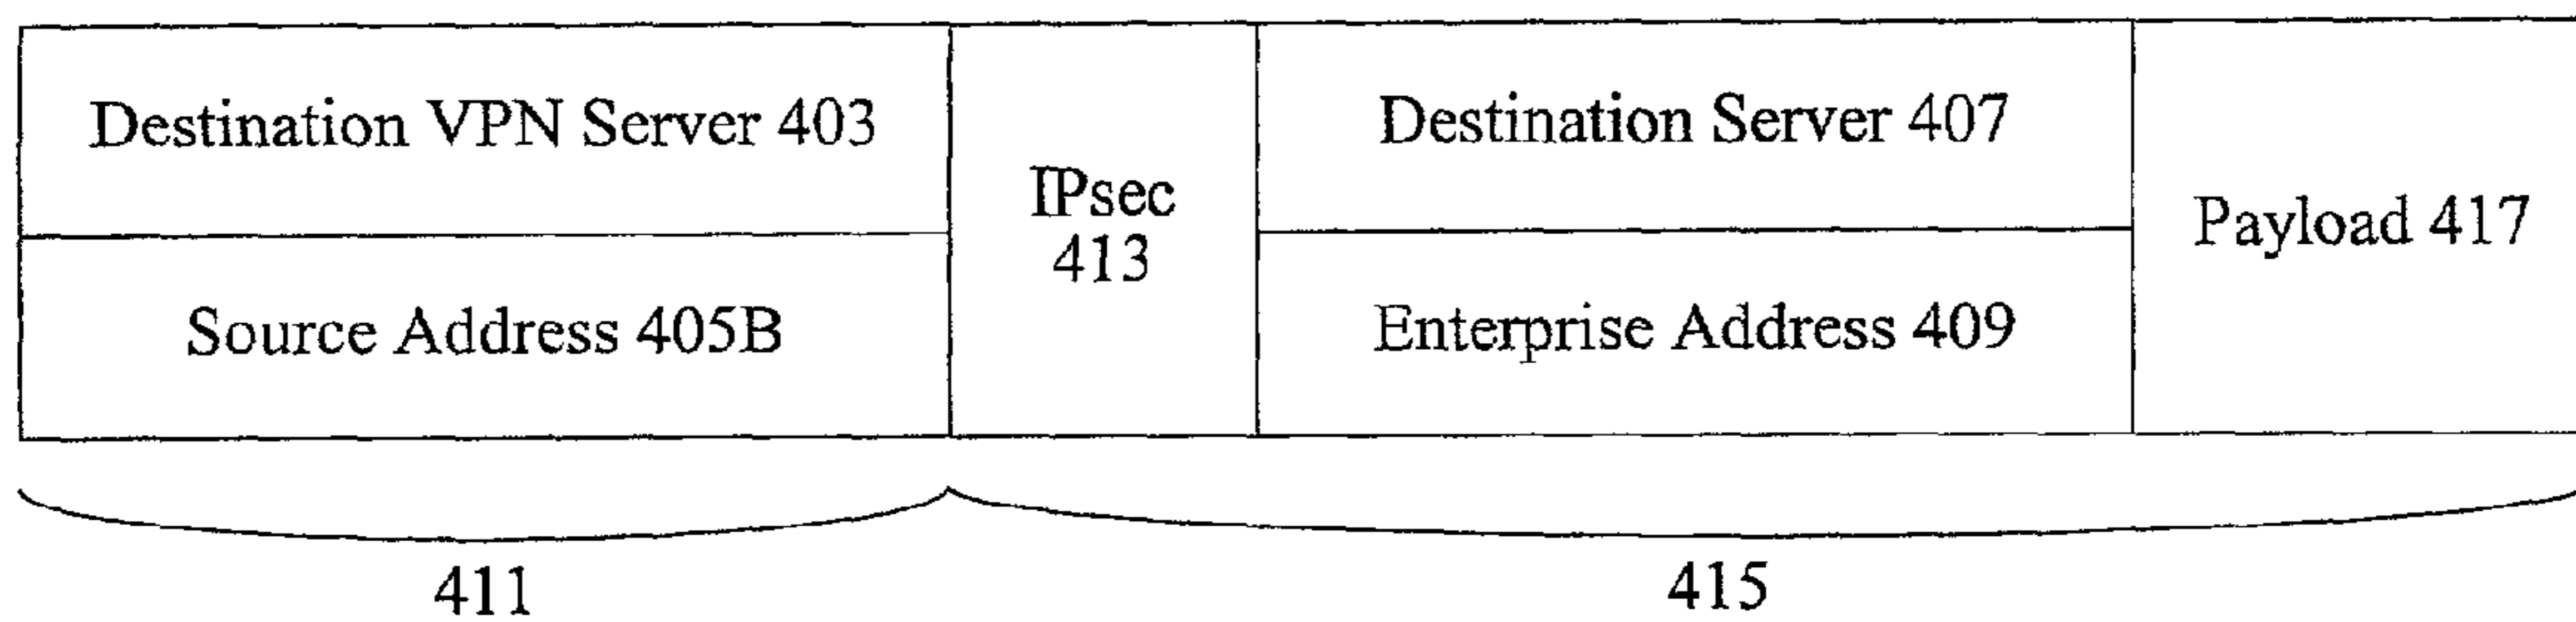 Destination VPN Server 403
Source Address 405B
IPsec
413
Destination Server 407
Enterprise Address 409
Payload 417
411
415